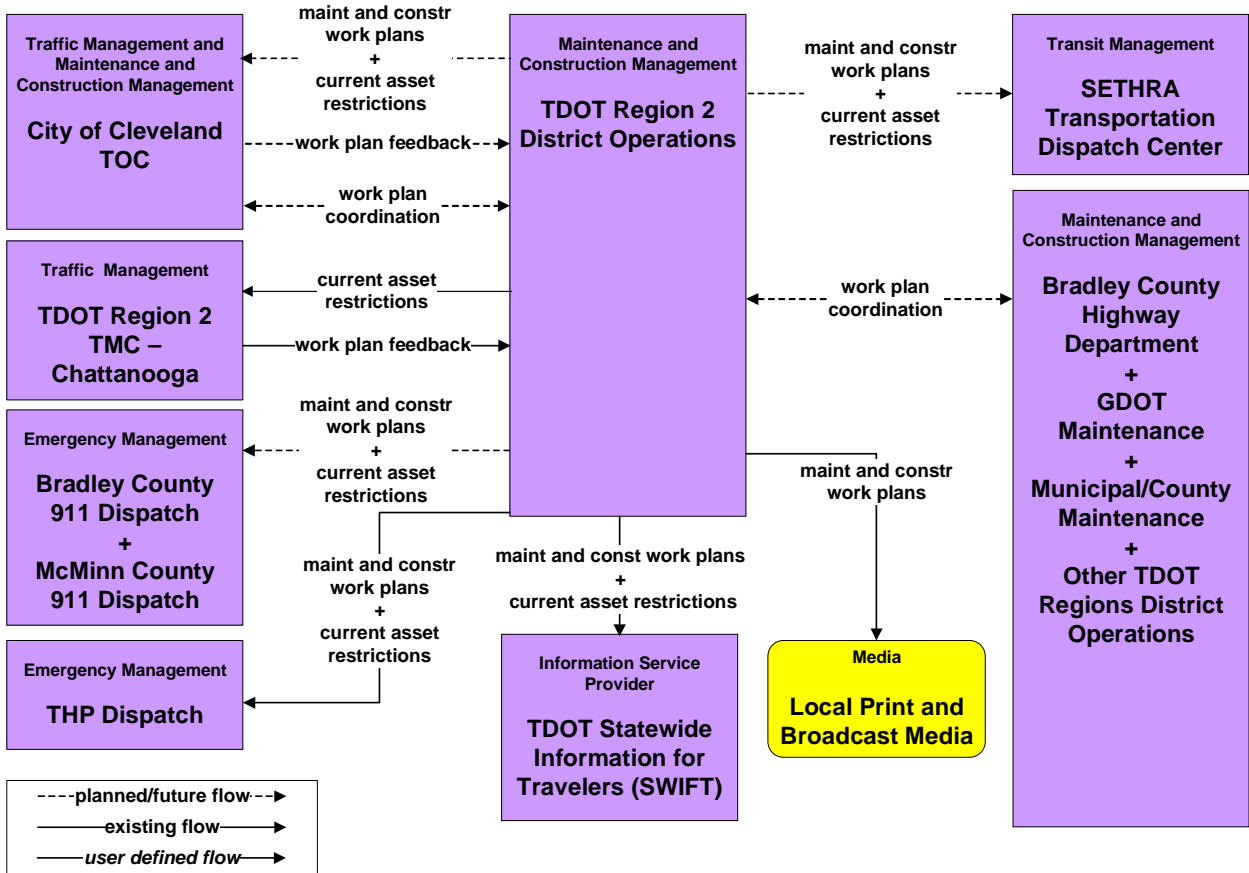 Traffic Management and
Maintenance and
Construction Management
City of Cleveland
TOC
maint and constr
work plans
+
current asset
restrictions
work plan feedback
work plan
coordination
Maintenance and
Construction Management
TDOT Region 2
District Operations
maint and constr
work plans
+
current asset
restrictions
Transit Management
SETHRA
Transportation
Dispatch Center
Traffic Management
TDOT Region 2
TMC –
Chattanooga
current asset
restrictions
work plan feedback
work plan
coordination
Maintenance and
Construction Management
Bradley County
Highway
Department
+
GDOT
Maintenance
+
Municipal/County
Maintenance
+
Other TDOT
Regions District
Operations
Emergency Management
Bradley County
911 Dispatch
+
McMinn County
911 Dispatch
maint and constr
work plans
+
current asset
restrictions
maint and constr
work plans
Emergency Management
THP Dispatch
maint and constr
work plans
+
current asset
restrictions
maint and const work plans
+
current asset restrictions
Information Service
Provider
TDOT Statewide
Information for
Travelers (SWIFT)
Media
Local Print and
Broadcast Media
planned/future flow
existing flow
user defined flow